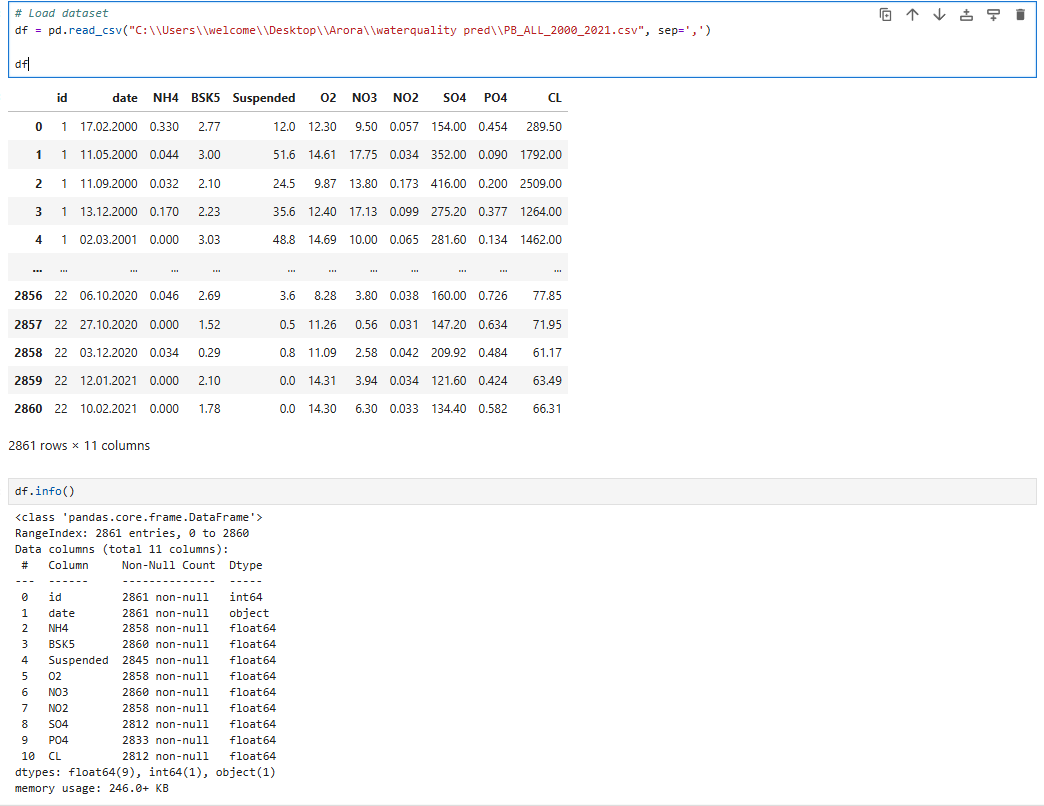 # Load dataset
df = pd.read_csv("C:\\Users\\welcome\\Desktop\\Arora\\waterquality pred\\PB_ALL_2000_2021.csv", sep=',')
df
id date NH4 BSK5 Suspended O2 NO3 NO2 SO4 PO4 CL
0 1 17.02.2000 0.330 2.77 12.0 12.30 9.50 0.057 154.00 0.454 289.50
1 1 11.05.2000 0.044 3.00 51.6 14.61 17.75 0.034 352.00 0.090 1792.00
2 1 11.09.2000 0.032 2.10 24.5 9.87 13.80 0.173 416.00 0.200 2509.00
3 1 13.12.2000 0.170 2.23 35.6 12.40 17.13 0.099 275.20 0.377 1264.00
4 1 02.03.2001 0.000 3.03 48.8 14.69 10.00 0.065 281.60 0.134 1462.00
... ... ... ... ... ... ... ... ... ... ... ...
2856 22 06.10.2020 0.046 2.69 3.6 8.28 3.80 0.038 160.00 0.726 77.85
2857 22 27.10.2020 0.000 1.52 0.5 11.26 0.56 0.031 147.20 0.634 71.95
2858 22 03.12.2020 0.034 0.29 0.8 11.09 2.58 0.042 209.92 0.484 61.17
2859 22 12.01.2021 0.000 2.10 0.0 14.31 3.94 0.034 121.60 0.424 63.49
2860 22 10.02.2021 0.000 1.78 0.0 14.30 6.30 0.033 134.40 0.582 66.31
2861 rows × 11 columns
df.info()
<class 'pandas.core.frame.DataFrame'>
RangeIndex: 2861 entries, 0 to 2860
Data columns (total 11 columns):
# Column Non-Null Count Dtype
--- ------ -------------- -----
0 id 2861 non-null int64
1 date 2861 non-null object
2 NH4 2858 non-null float64
3 BSK5 2860 non-null float64
4 Suspended 2845 non-null float64
5 O2 2858 non-null float64
6 NO3 2860 non-null float64
7 NO2 2858 non-null float64
8 SO4 2812 non-null float64
9 PO4 2833 non-null float64
10 CL 2812 non-null float64
dtypes: float64(9), int64(1), object(1)
memory usage: 246.0+ KB